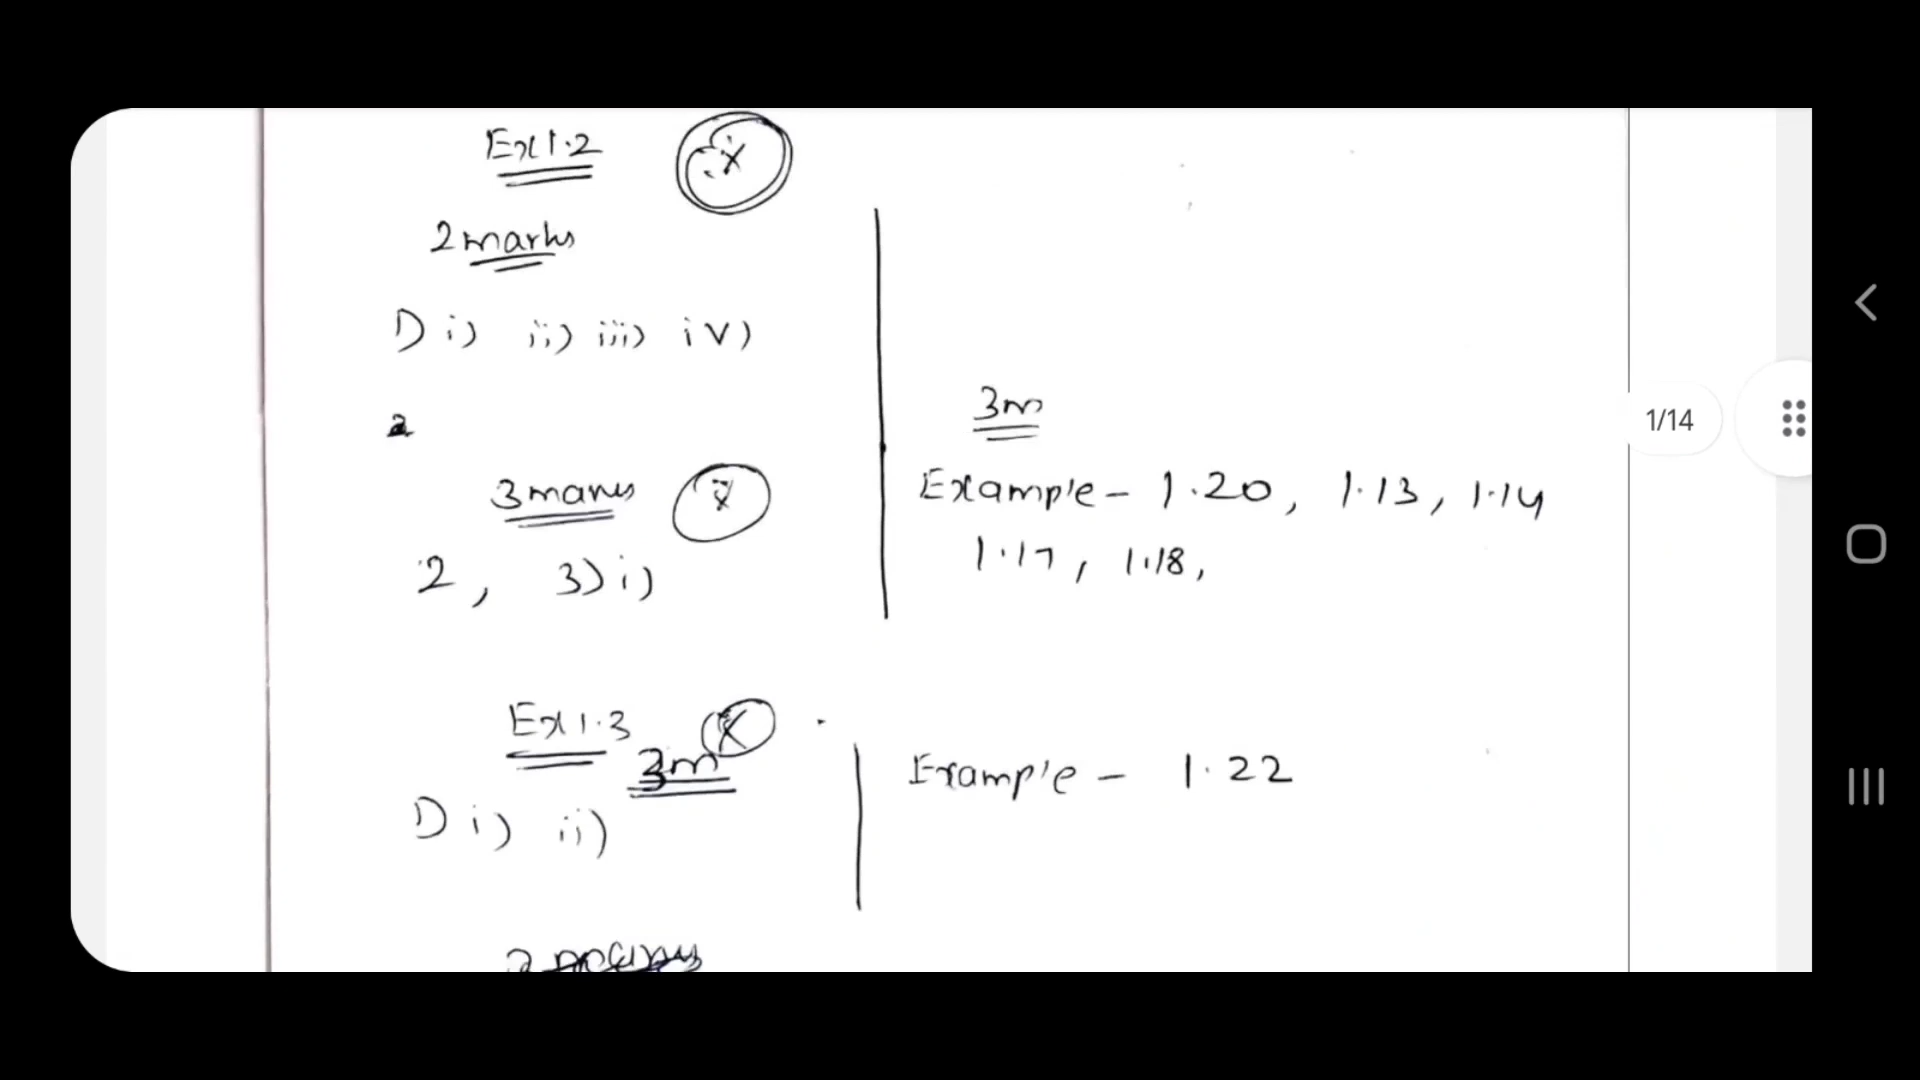 Ex 1.2
2 marks
1) i) ii) iii) iv)
2
3 marks
2, 3) i)
3m
Example - 1.20, 1.13, 1.14
1.17, 1.18,
1/14
Ex 1.3
3m
1) i) ii)
Example - 1.22